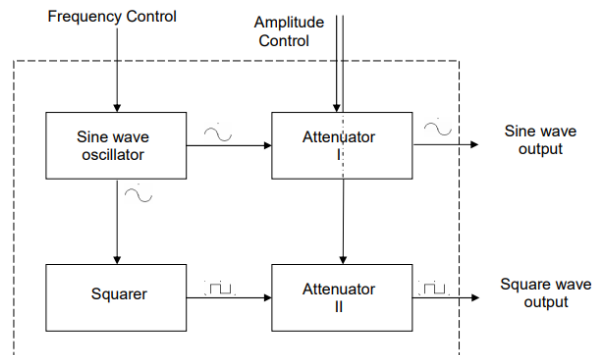 Frequency Control
Amplitude
Control
Sine wave
oscillator
Attenuator
I
Sine wave
output
Squarer
Attenuator
II
Square wave
output